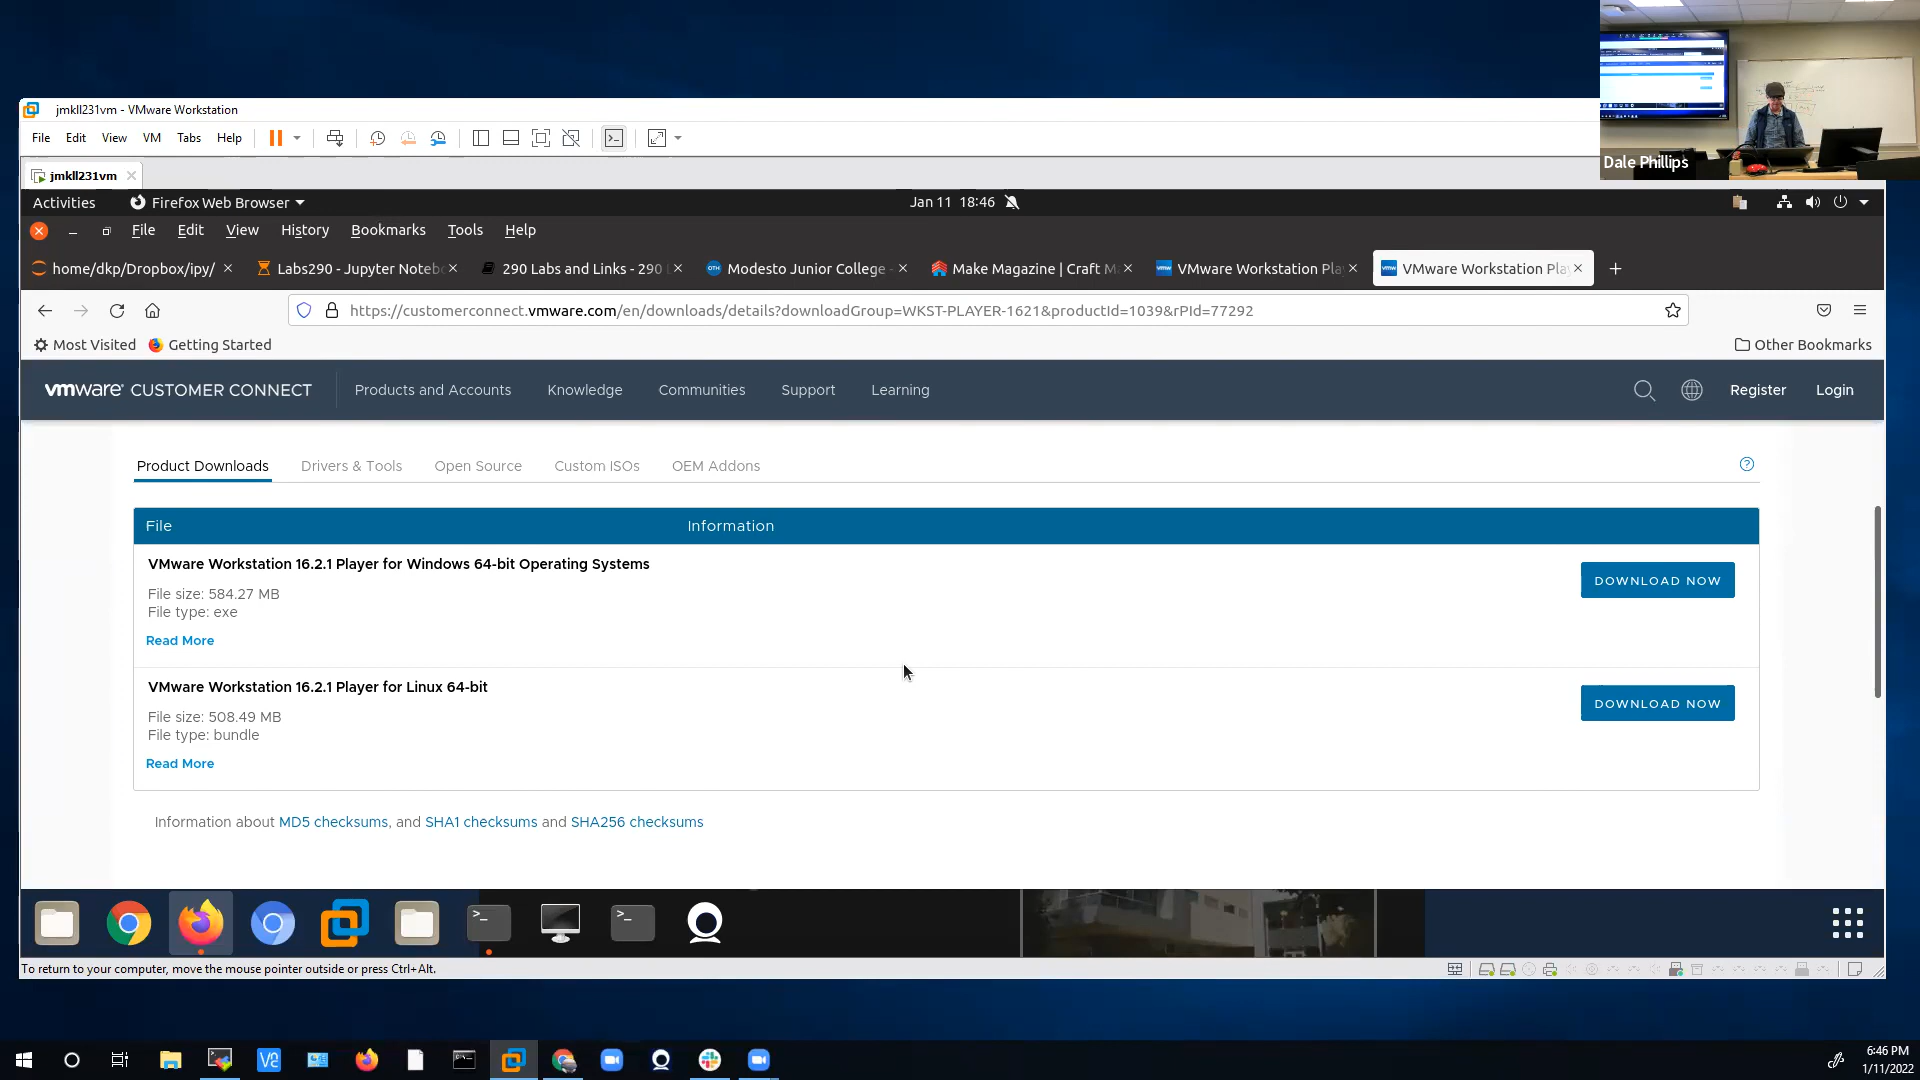 jmkll231vm - VMware Workstation
File Edit View VM Tabs Help
jmkll231vm
Dale Phillips
Activities Firefox Web Browser Jan 11 18:46
File Edit View History Bookmarks Tools Help
home/dkp/Dropbox/ipy/ Labs290 - Jupyter Noteb 290 Labs and Links - 290 Modesto Junior College - Make Magazine | Craft M VMware Workstation Pla VMware Workstation Pla
https://customerconnect.vmware.com/en/downloads/details?downloadGroup=WKST-PLAYER-1621&productId=1039&rPId=77292
Most Visited Getting Started Other Bookmarks
vmware CUSTOMER CONNECT Products and Accounts Knowledge Communities Support Learning Register Login
Product Downloads Drivers & Tools Open Source Custom ISOs OEM Addons
File Information
VMware Workstation 16.2.1 Player for Windows 64-bit Operating Systems
DOWNLOAD NOW
File size: 584.27 MB
File type: exe
Read More
VMware Workstation 16.2.1 Player for Linux 64-bit
DOWNLOAD NOW
File size: 508.49 MB
File type: bundle
Read More
Information about MD5 checksums, and SHA1 checksums and SHA256 checksums
To return to your computer, move the mouse pointer outside or press Ctrl+Alt.
6:46 PM
1/11/2022